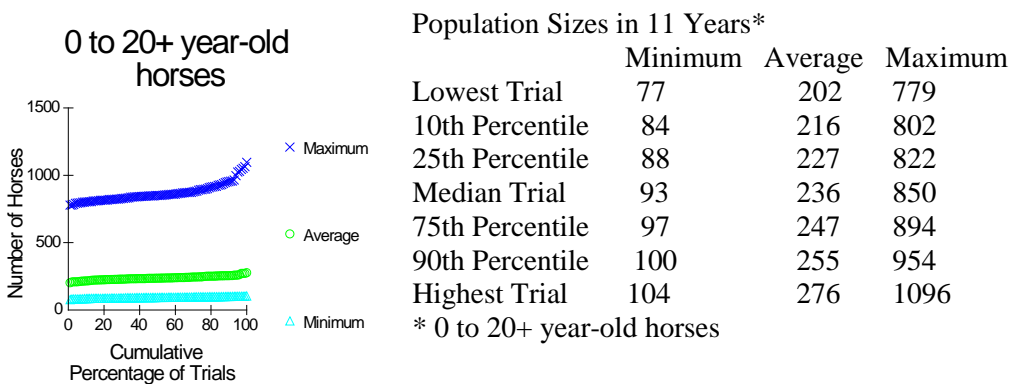 0 to 20+ year-old
horses
1500
1000
500
0
Number of Horses
0 20 40 60 80 100
Cumulative
Percentage of Trials
Maximum
Average
Minimum
Population Sizes in 11 Years*
Minimum Average Maximum
Lowest Trial 77 202 779
10th Percentile 84 216 802
25th Percentile 88 227 822
Median Trial 93 236 850
75th Percentile 97 247 894
90th Percentile 100 255 954
Highest Trial 104 276 1096
* 0 to 20+ year-old horses